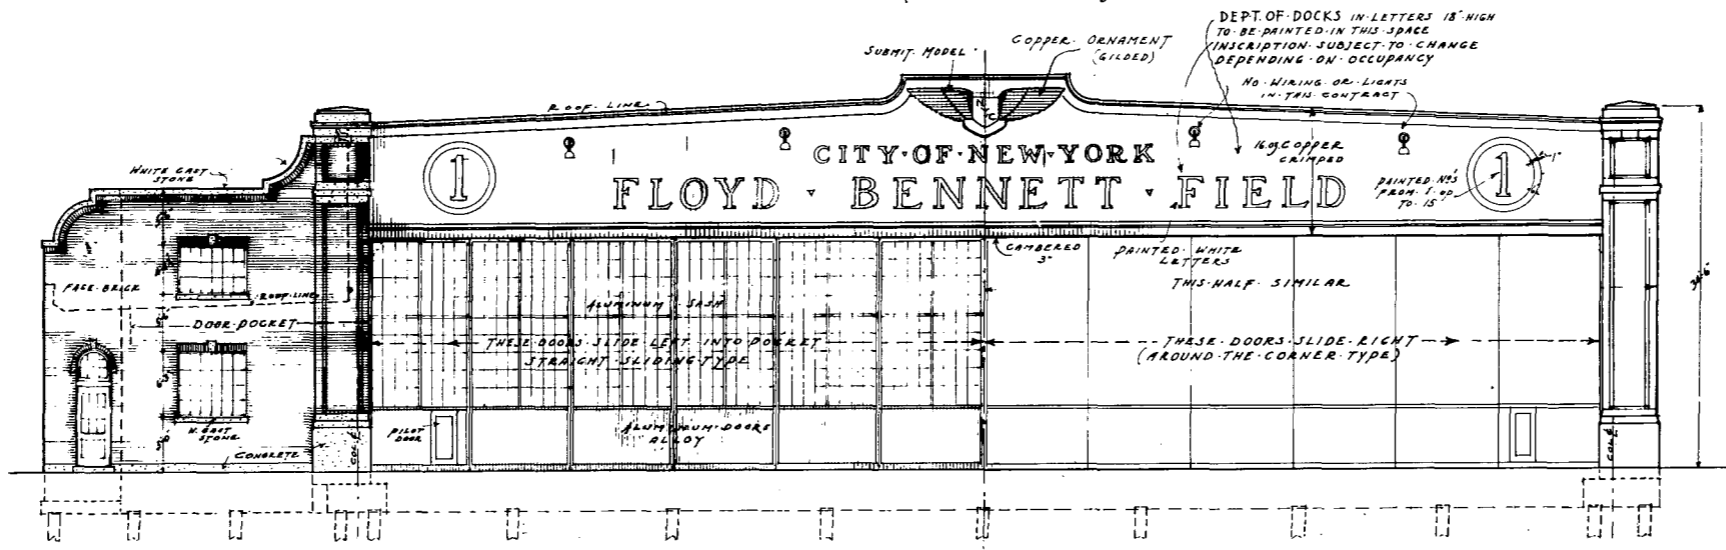 DEPT. OF DOCKS IN LETTERS 18" HIGH
TO BE PAINTED IN THIS SPACE
INSCRIPTION SUBJECT TO CHANGE
DEPENDING ON OCCUPANCY
SUBMIT MODEL
COPPER ORNAMENT
(GILDED)
NO WIRING OR LIGHTS
IN THIS CONTRACT
ROOF LINE
NYC
1
CITY·OF·NEW·YORK
16 oz COPPER
CRIMPED
1
1"
WHITE CAST
STONE
FLOYD · BENNETT · FIELD
PAINTED NO'S
FROM 1 UP
TO 15
CAMBERED
3"
PAINTED WHITE
LETTERS
FACE BRICK
ROOF LINE
ALUMINUM SASH
THIS HALF SIMILAR
DOOR POCKET
THESE DOORS SLIDE LEFT INTO POCKET
STRAIGHT SLIDING TYPE
THESE DOORS SLIDE RIGHT
(AROUND THE CORNER TYPE)
W. CAST
STONE
PILOT
DOOR
ALUMINUM DOORS
ALLOY
CONCRETE
COL
COL